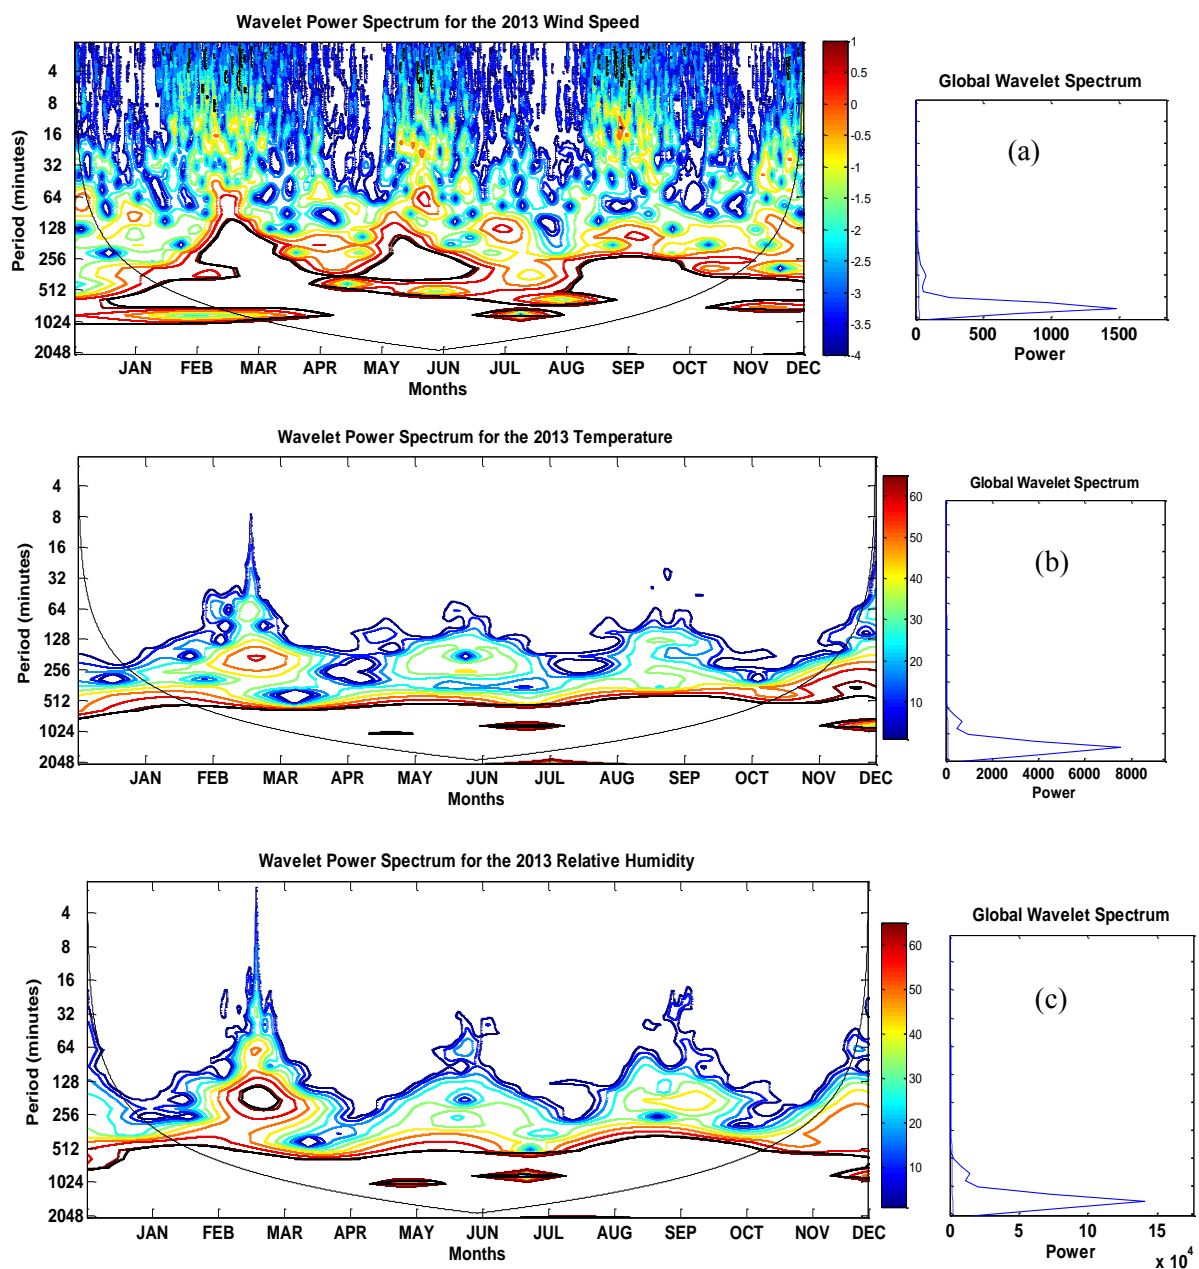 Wavelet Power Spectrum for the 2013 Wind Speed
Period (minutes)
4
8
16
32
64
128
256
512
1024
2048
JAN FEB MAR APR MAY JUN JUL AUG SEP OCT NOV DEC
Months
1
0.5
0
-0.5
-1
-1.5
-2
-2.5
-3
-3.5
-4
Global Wavelet Spectrum
(a)
0 500 1000 1500
Power
Wavelet Power Spectrum for the 2013 Temperature
Period (minutes)
4
8
16
32
64
128
256
512
1024
2048
JAN FEB MAR APR MAY JUN JUL AUG SEP OCT NOV DEC
Months
60
50
40
30
20
10
Global Wavelet Spectrum
(b)
0 2000 4000 6000 8000
Power
Wavelet Power Spectrum for the 2013 Relative Humidity
Period (minutes)
4
8
16
32
64
128
256
512
1024
2048
JAN FEB MAR APR MAY JUN JUL AUG SEP OCT NOV DEC
Months
60
50
40
30
20
10
Global Wavelet Spectrum
(c)
0 5 10 15
Power
x 10^4